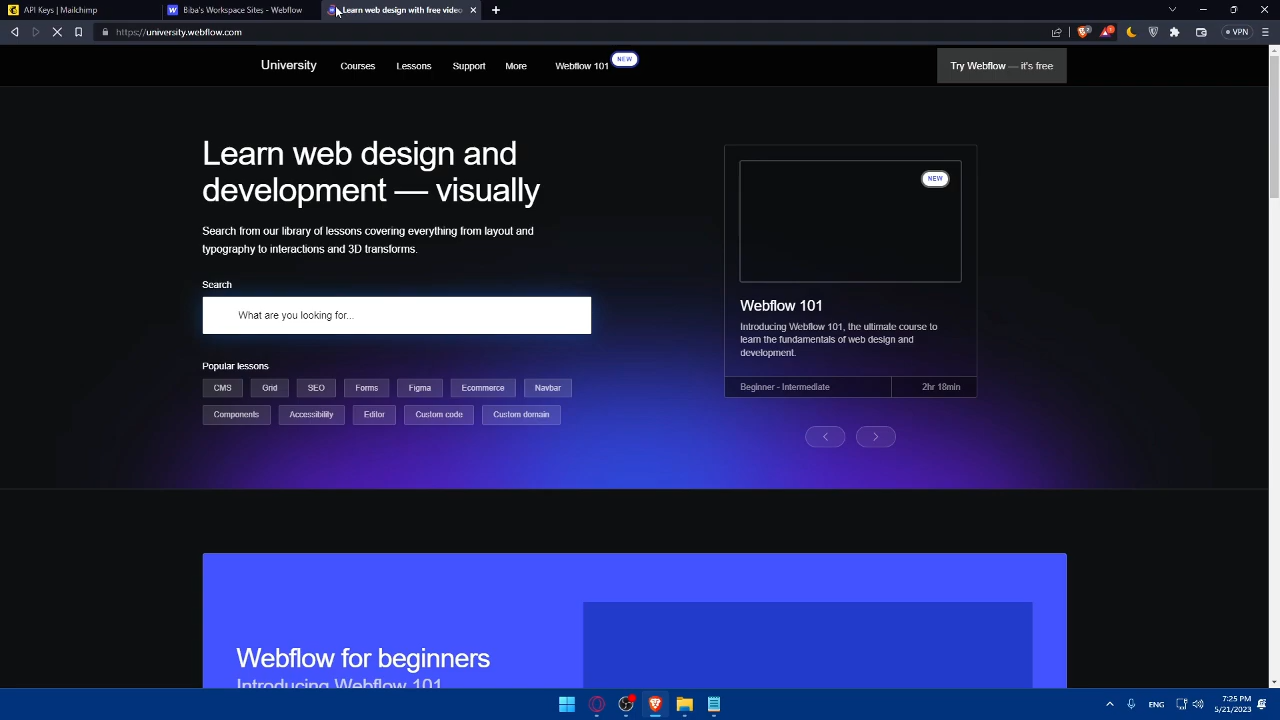 API Keys | Mailchimp
Biba's Workspace Sites - Webflow
Learn web design with free video
https://university.webflow.com
VPN
University
Courses
Lessons
Support
More
Webflow 101
NEW
Try Webflow — it's free
Learn web design and
development — visually
Search from our library of lessons covering everything from layout and
typography to interactions and 3D transforms.
Search
What are you looking for...
Popular lessons
CMS
Grid
SEO
Forms
Figma
Ecommerce
Navbar
Components
Accessibility
Editor
Custom code
Custom domain
NEW
Webflow 101
Introducing Webflow 101, the ultimate course to
learn the fundamentals of web design and
development.
Beginner - Intermediate
2hr 18min
Webflow for beginners
Introducing Webflow 101
ENG
7:25 PM
5/21/2023